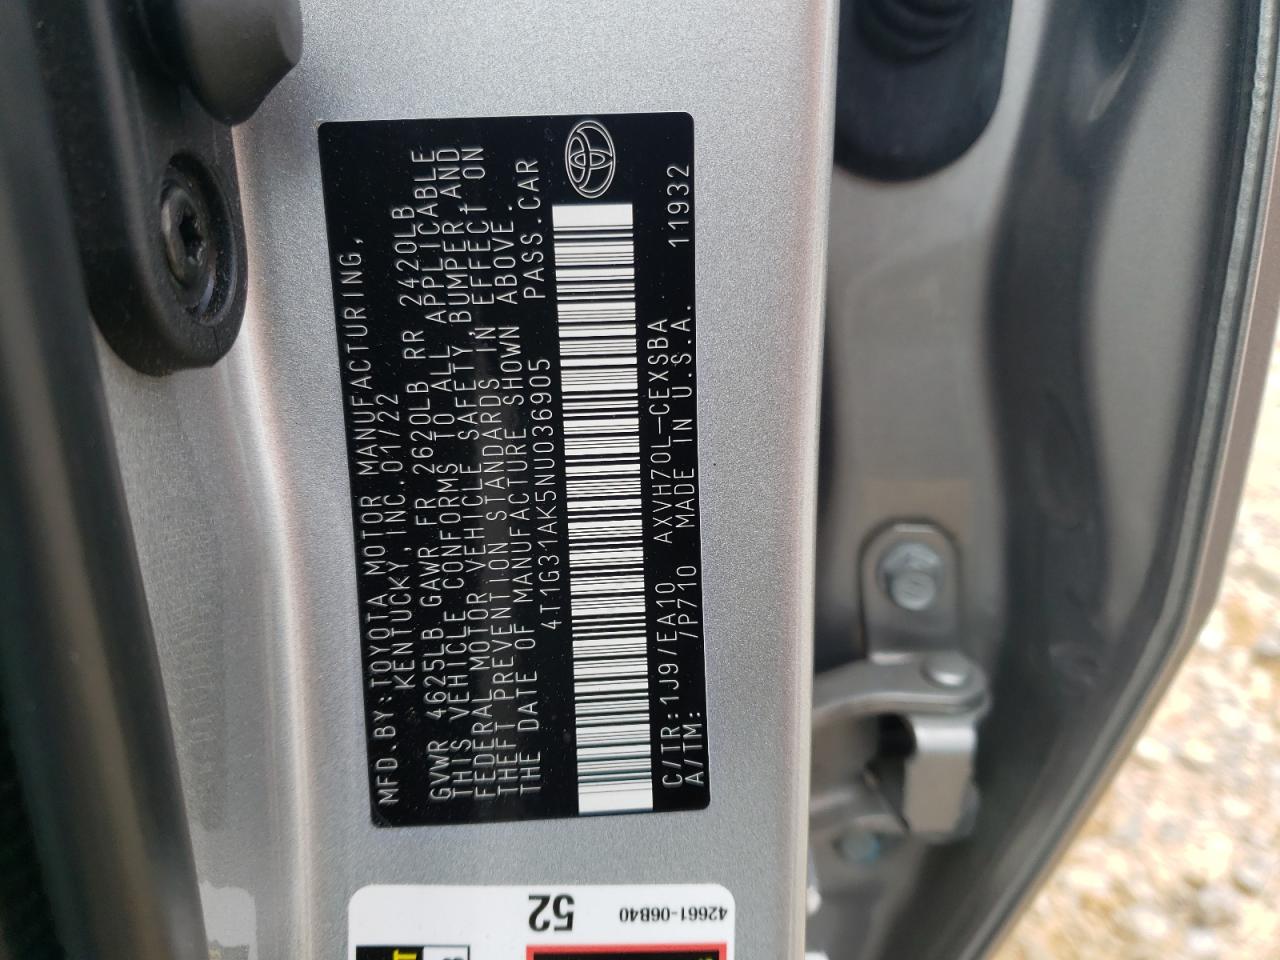 MFD.BY:TOYOTA MOTOR MANUFACTURING,
KENTUCKY, INC.01/22
GVWR 4625LB GAWR FR 2620LB RR 2420LB
THIS VEHICLE CONFORMS TO ALL APPLICABLE
FEDERAL MOTOR VEHICLE SAFETY,BUMPER,AND
THEFT PREVENTION STANDARDS IN EFFECT ON
THE DATE OF MANUFACTURE SHOWN ABOVE.
4T1G31AK5NU036905 PASS.CAR
C/TR:1J9/EA10 AXVH70L-CEXSBA
A/TM: /P710 MADE IN U.S.A. 11932
52
42661-06B40